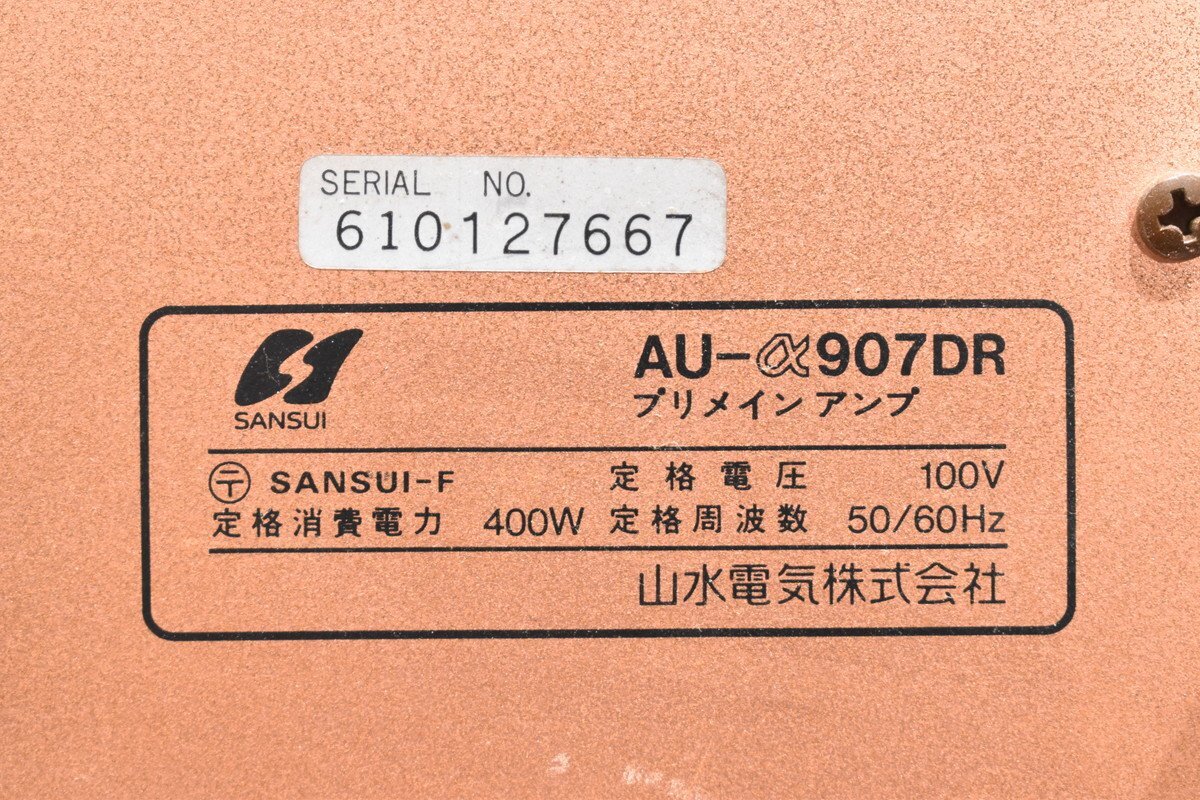 SERIAL NO.
610127667
SANSUI
AU-α907DR
プリメインアンプ
〶 SANSUI-F 定格電圧 100V
定格消費電力 400W 定格周波数 50/60Hz
山水電気株式会社